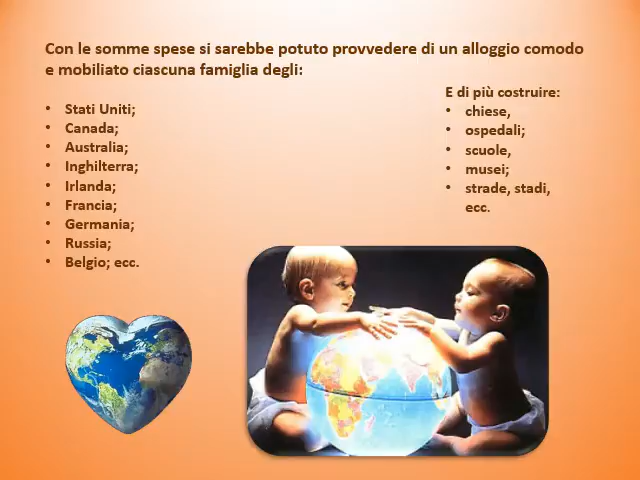 Con le somme spese si sarebbe potuto provvedere di un alloggio comodo
e mobiliato ciascuna famiglia degli:
• Stati Uniti;
• Canada;
• Australia;
• Inghilterra;
• Irlanda;
• Francia;
• Germania;
• Russia;
• Belgio; ecc.
E di più costruire:
• chiese,
• ospedali;
• scuole,
• musei;
• strade, stadi,
ecc.